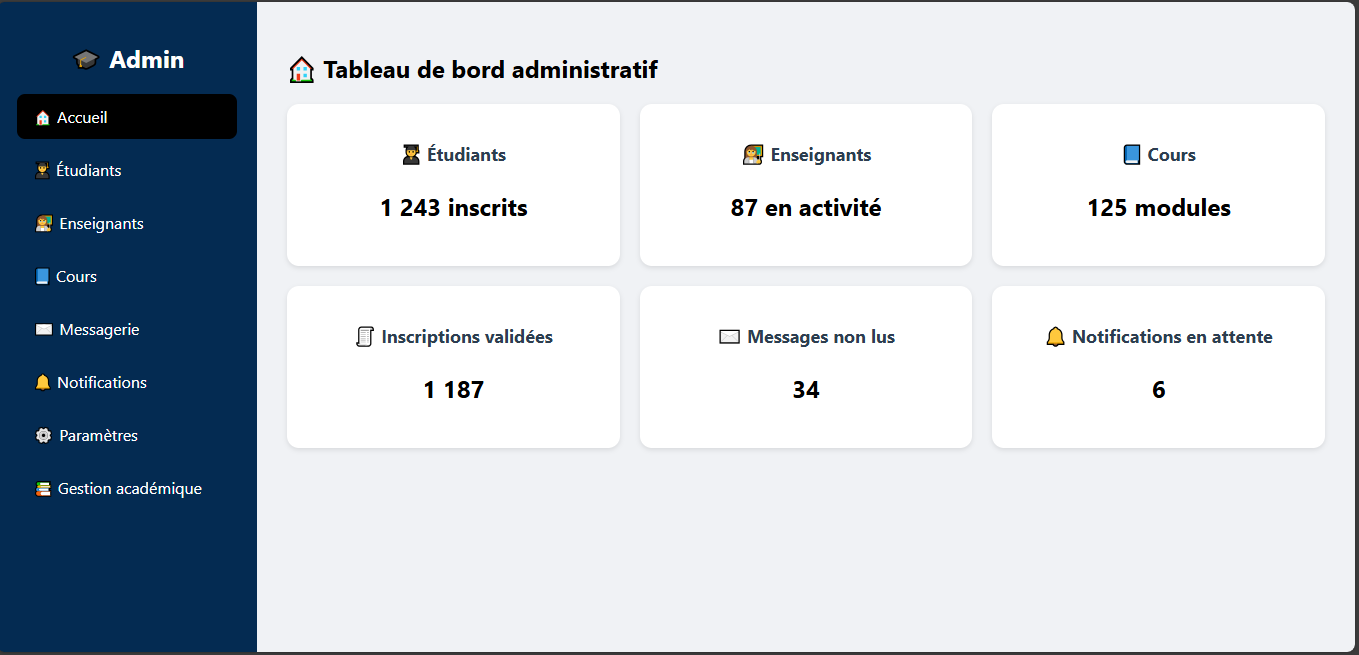 Admin
Accueil
Étudiants
Enseignants
Cours
Messagerie
Notifications
Paramètres
Gestion académique
Tableau de bord administratif
Étudiants
1 243 inscrits
Enseignants
87 en activité
Cours
125 modules
Inscriptions validées
1 187
Messages non lus
34
Notifications en attente
6